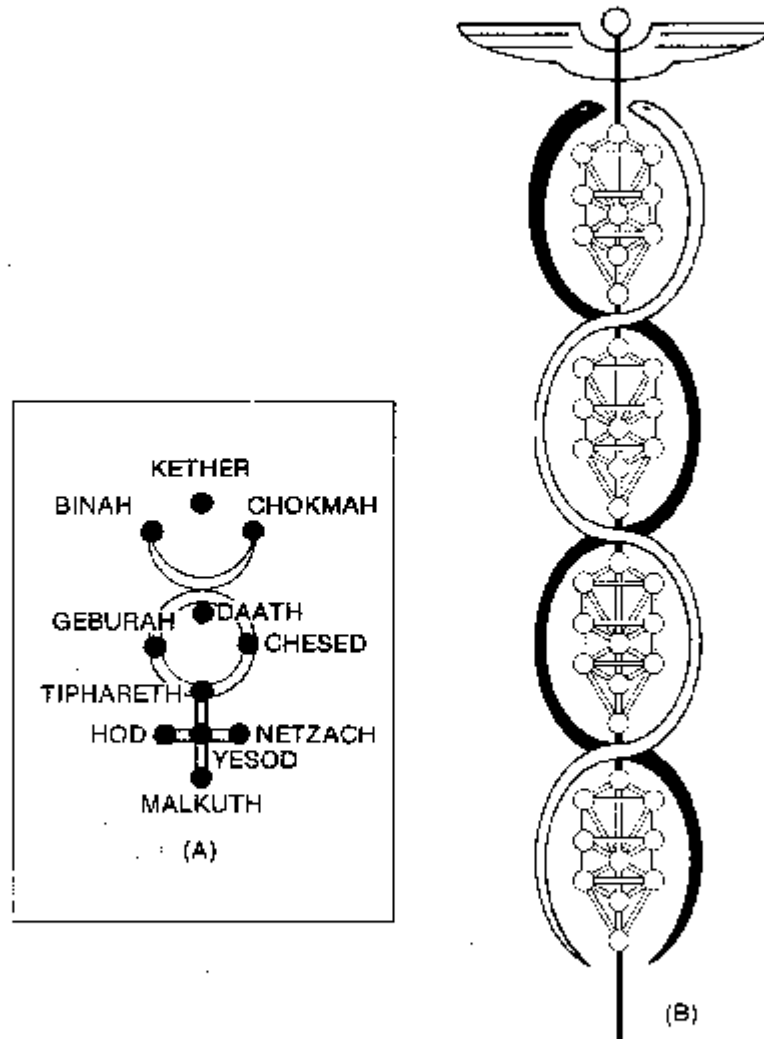 KETHER
BINAH CHOKMAH
DAATH
GEBURAH CHESED
TIPHARETH
HOD NETZACH
YESOD
MALKUTH
(A)
(B)